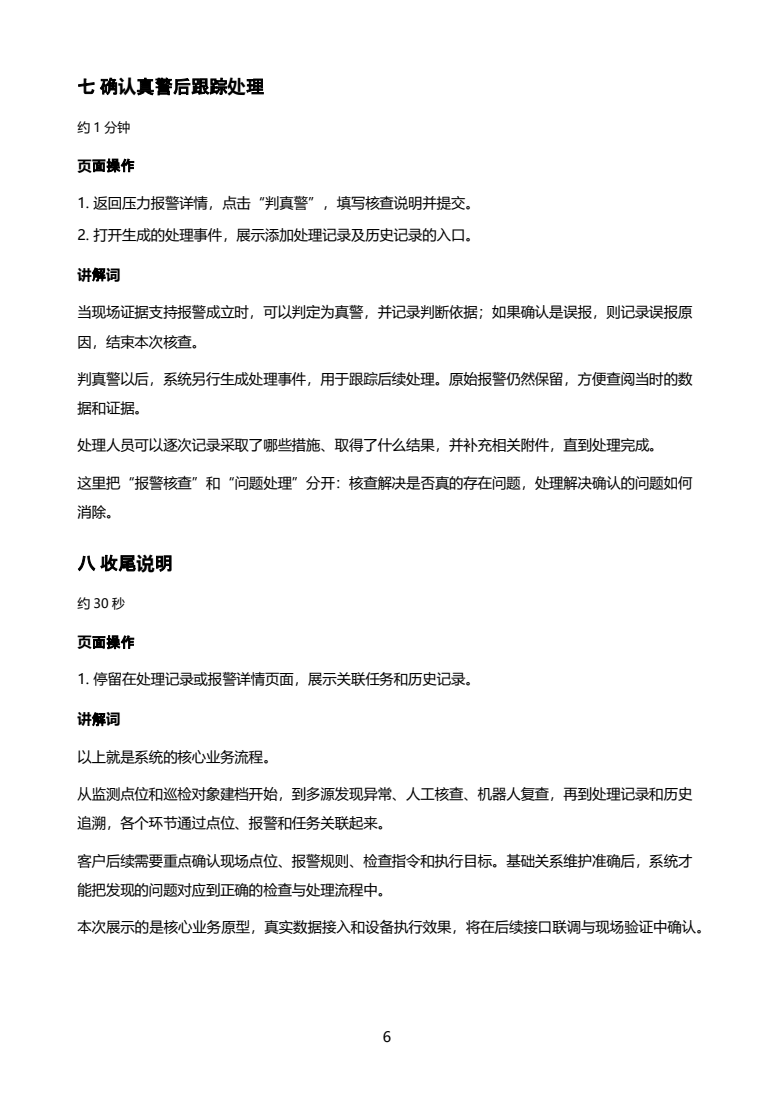 七 确认真警后跟踪处理
约 1 分钟
页面操作
1. 返回压力报警详情，点击“判真警”，填写核查说明并提交。
2. 打开生成的处理事件，展示添加处理记录及历史记录的入口。
讲解词
当现场证据支持报警成立时，可以判定为真警，并记录判断依据；如果确认是误报，则记录误报原
因，结束本次核查。
判真警以后，系统另行生成处理事件，用于跟踪后续处理。原始报警仍然保留，方便查阅当时的数
据和证据。
处理人员可以逐次记录采取了哪些措施、取得了什么结果，并补充相关附件，直到处理完成。
这里把“报警核查”和“问题处理”分开：核查解决是否真的存在问题，处理解决确认的问题如何
消除。
八 收尾说明
约 30 秒
页面操作
1. 停留在处理记录或报警详情页面，展示关联任务和历史记录。
讲解词
以上就是系统的核心业务流程。
从监测点位和巡检对象建档开始，到多源发现异常、人工核查、机器人复查，再到处理记录和历史
追溯，各个环节通过点位、报警和任务关联起来。
客户后续需要重点确认现场点位、报警规则、检查指令和执行目标。基础关系维护准确后，系统才
能把发现的问题对应到正确的检查与处理流程中。
本次展示的是核心业务原型，真实数据接入和设备执行效果，将在后续接口联调与现场验证中确认。
6